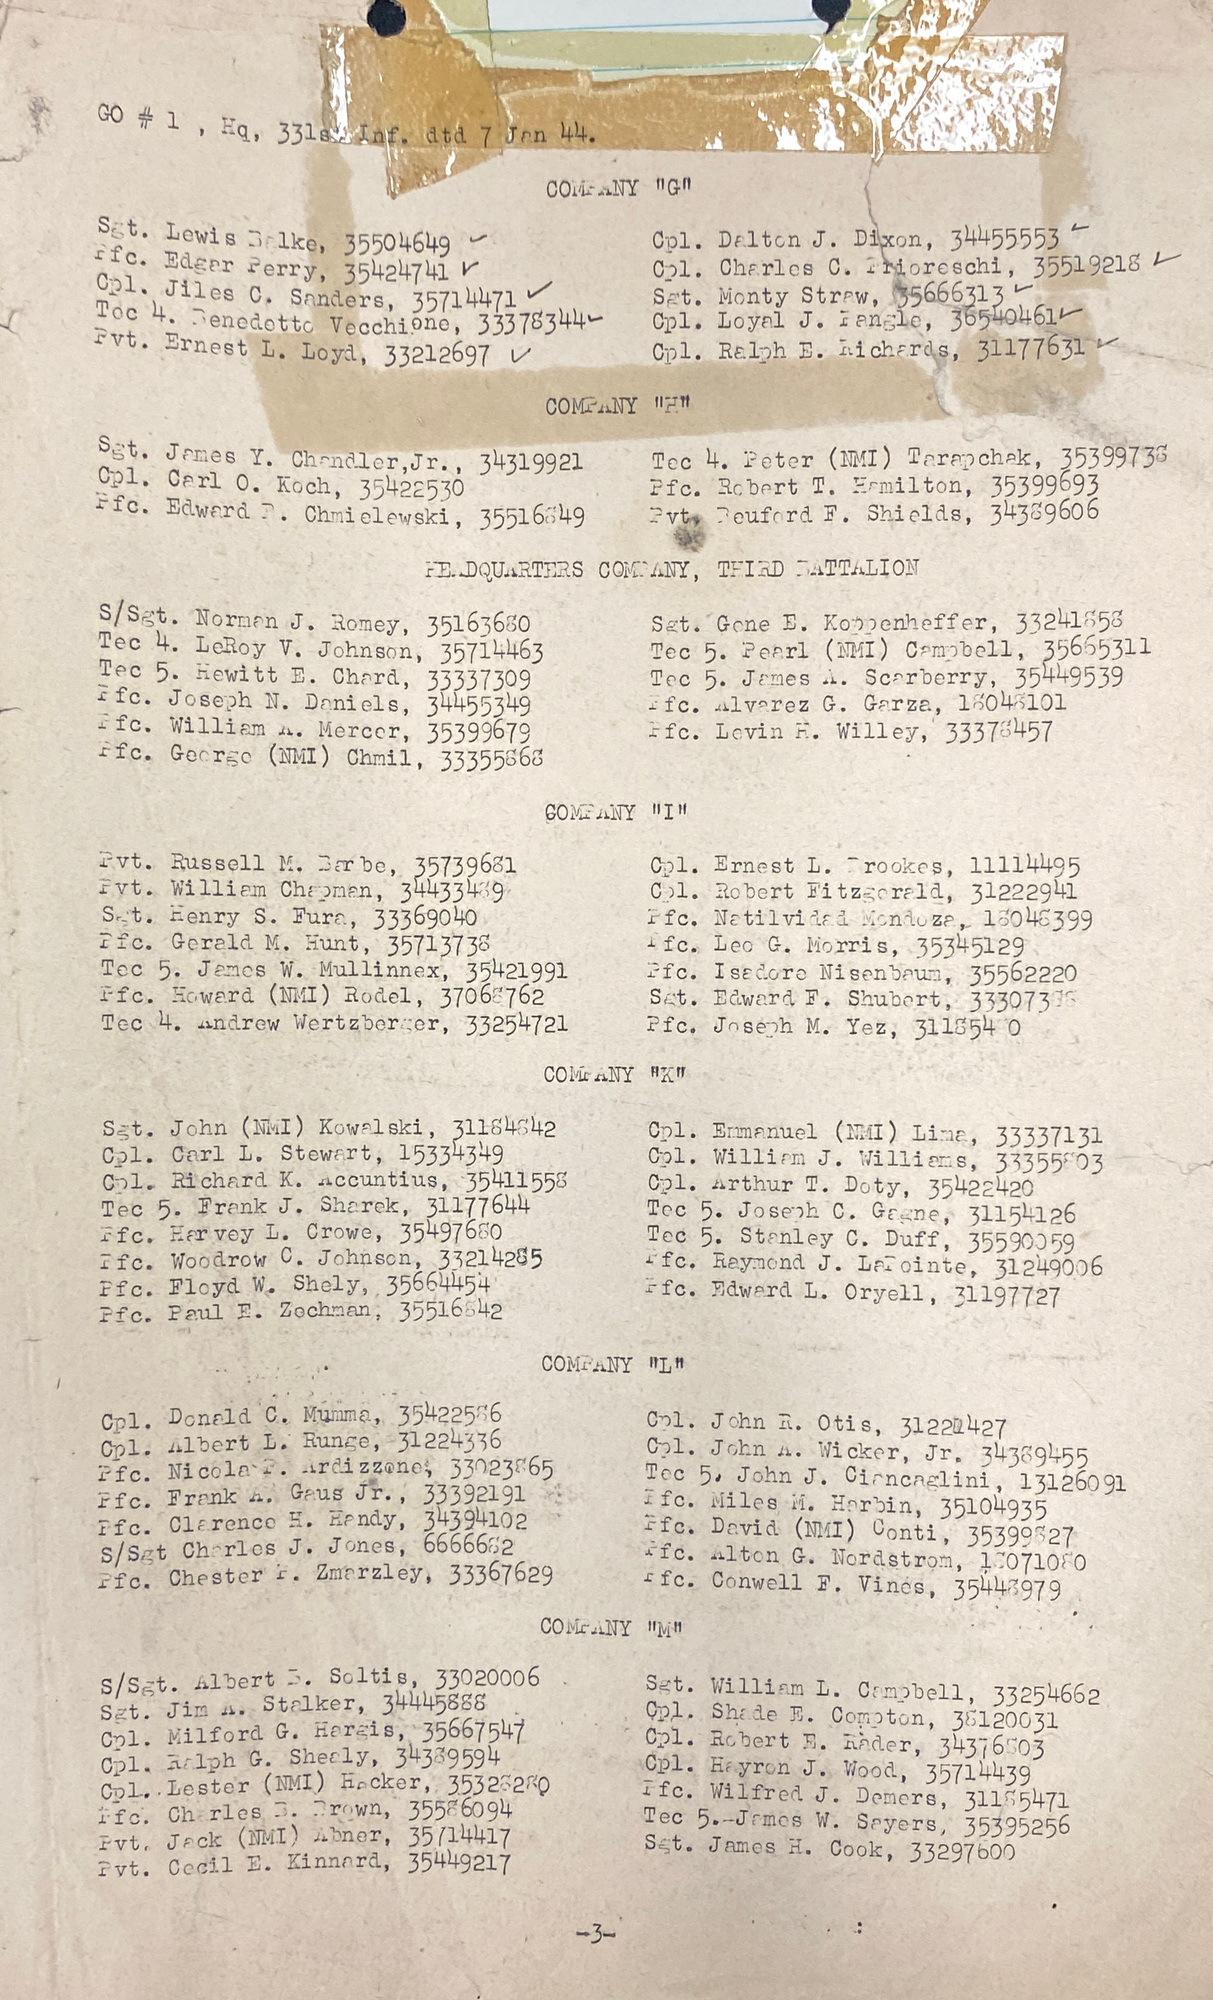 GO # 1 , Hq, 331st Inf. dtd 7 Jan 44.
COMPANY "G"
Sgt. Lewis Balke, 35504649 ✓
Pfc. Edgar Perry, 35424741 ✓
Cpl. Jiles C. Sanders, 35714471 ✓
Tec 4. Benedetto Vecchione, 33378344 ✓
Pvt. Ernest L. Loyd, 33212697 ✓
Cpl. Dalton J. Dixon, 34455553 ✓
Cpl. Charles C. Prioreschi, 35519218 ✓
Sgt. Monty Straw, 35666313 ✓
Cpl. Loyal J. Pangle, 36540461 ✓
Cpl. Ralph E. Richards, 31177631 ✓
COMPANY "H"
Sgt. James Y. Chandler,Jr., 34319921
Cpl. Carl O. Koch, 35422530
Pfc. Edward P. Chmielewski, 35516849
Tec 4. Peter (NMI) Tarapchak, 35399738
Pfc. Robert T. Hamilton, 35399693
Pvt. Beuford F. Shields, 34389606
HEADQUARTERS COMPANY, THIRD BATTALION
S/Sgt. Norman J. Romey, 35163680
Tec 4. LeRoy V. Johnson, 35714463
Tec 5. Hewitt E. Chard, 33337309
Pfc. Joseph N. Daniels, 34455349
Pfc. William A. Mercer, 35399679
Pfc. George (NMI) Chmil, 33355868
Sgt. Gene E. Koppenheffer, 33241858
Tec 5. Pearl (NMI) Campbell, 35665311
Tec 5. James A. Scarberry, 35449539
Pfc. Alvarez G. Garza, 18048101
Pfc. Levin H. Willey, 33378457
COMPANY "I"
Pvt. Russell M. Barbe, 35739681
Pvt. William Chapman, 34433489
Sgt. Henry S. Fura, 33369040
Pfc. Gerald M. Hunt, 35713738
Tec 5. James W. Mullinnex, 35421991
Pfc. Howard (NMI) Rodel, 37068762
Tec 4. Andrew Wertzberger, 33254721
Cpl. Ernest L. Brookes, 11114495
Cpl. Robert Fitzgerald, 31222941
Pfc. Natilvidad Mendoza, 18048399
Pfc. Leo G. Morris, 35345129
Pfc. Isadore Nisenbaum, 35562220
Sgt. Edward F. Shubert,
Pfc. Joseph M. Yez,
COMPANY "K"
Sgt. John (NMI) Kowalski, 31184842
Cpl. Carl L. Stewart, 15334349
Cpl. Richard K. Accuntius, 35411558
Tec 5. Frank J. Sharek, 31177644
Pfc. Harvey L. Crowe, 35497680
Pfc. Woodrow C. Johnson, 33214285
Pfc. Floyd W. Shely, 35664454
Pfc. Paul E. Zechman, 35516842
Cpl. Emmanuel (NMI) Lima, 33337131
Cpl. William J. Williams, 33355803
Cpl. Arthur T. Doty, 35422420
Tec 5. Joseph C. Gagne, 31154126
Tec 5. Stanley C. Duff, 35590059
Pfc. Raymond J. LaPointe, 31249006
Pfc. Edward L. Oryell, 31197727
COMPANY "L"
Cpl. Donald C. Mumma, 35422586
Cpl. Albert L. Runge, 31224336
Pfc. Nicola P. Ardizzone, 33023865
Pfc. Frank A. Gaus Jr., 33392191
Pfc. Clarence H. Handy, 34394102
S/Sgt Charles J. Jones, 6666682
Pfc. Chester P. Zmarzley, 33367629
Cpl. John R. Otis,
Cpl. John A. Wicker, Jr. 34389455
Tec 5. John J. Ciancaglini, 13126091
Pfc. Miles M. Harbin, 35104935
Pfc. David (NMI) Conti, 35399827
Pfc. Alton G. Nordstrom,
Pfc. Conwell F. Vines, 35448979
COMPANY "M"
S/Sgt. Albert B. Soltis, 33020006
Sgt. Jim A. Stalker, 34445888
Cpl. Milford G. Hargis, 35667547
Cpl. Ralph G. Shealy, 34389594
Cpl. Lester (NMI) Hacker, 35328280
Pfc. Charles B. Brown, 35586094
Pvt. Jack (NMI) Abner, 35714417
Pvt. Cecil E. Kinnard, 35449217
Sgt. William L. Campbell, 33254662
Cpl. Shade E. Compton, 38120031
Cpl. Robert E. Rader, 34376803
Cpl. Hayron J. Wood, 35714439
Pfc. Wilfred J. Demers, 31185471
Tec 5. James W. Sayers, 35395256
Sgt. James H. Cook, 33297600
-3-